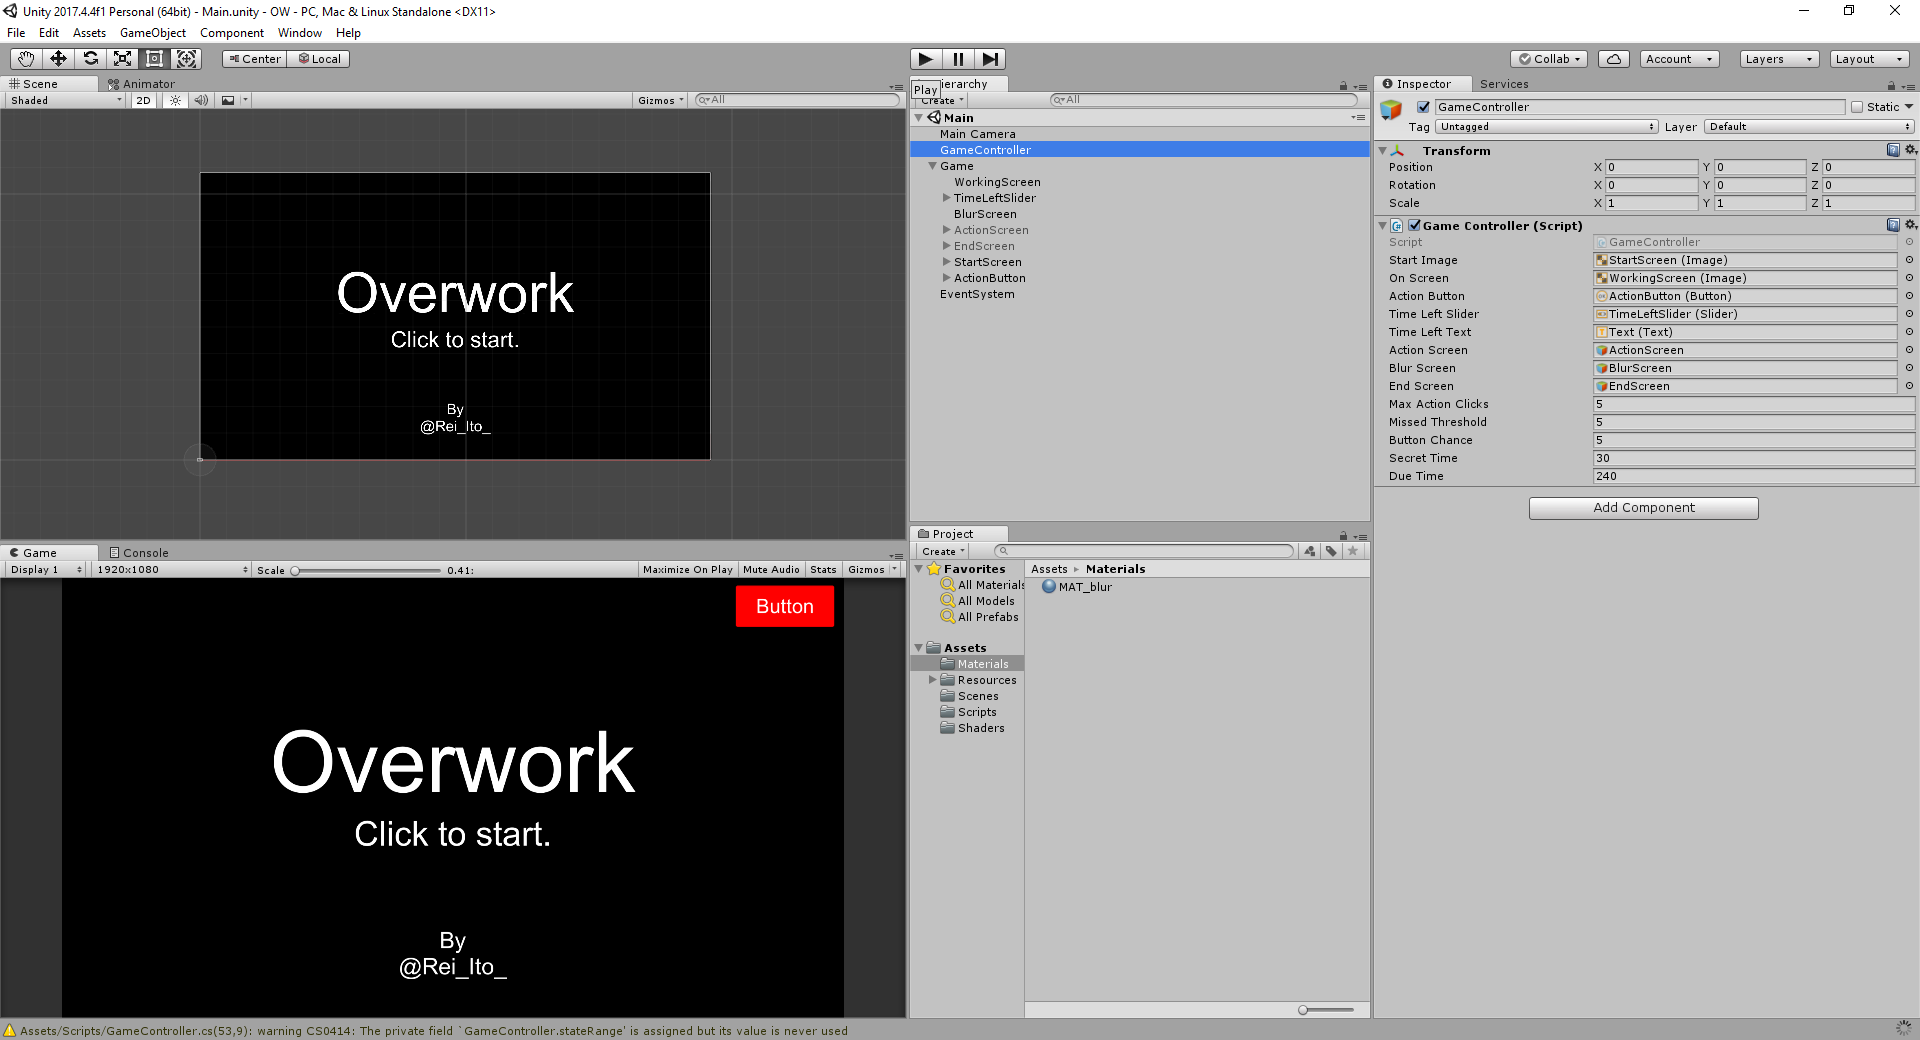 Unity 2017.4.4f1 Personal (64bit) - Main.unity - OW - PC, Mac & Linux Standalone <DX11>
File Edit Assets GameObject Component Window Help
Center Local
Collab Account Layers Layout
Scene Animator
Shaded 2D Gizmos All
Overwork
Click to start.
By
@Rei_Ito_
Game Console
Display 1 1920x1080 Scale 0.41: Maximize On Play Mute Audio Stats Gizmos
Button
Overwork
Click to start.
By
@Rei_Ito_
Play
Create All
Main
Main Camera
GameController
Game
WorkingScreen
TimeLeftSlider
BlurScreen
ActionScreen
EndScreen
StartScreen
ActionButton
EventSystem
Project
Create
Favorites
All Materials
All Models
All Prefabs
Assets
Materials
Resources
Scenes
Scripts
Shaders
Assets Materials
MAT_blur
Inspector Services
GameController Static
Tag Untagged Layer Default
Transform
Position X 0 Y 0 Z 0
Rotation X 0 Y 0 Z 0
Scale X 1 Y 1 Z 1
Game Controller (Script)
Script GameController
Start Image StartScreen (Image)
On Screen WorkingScreen (Image)
Action Button ActionButton (Button)
Time Left Slider TimeLeftSlider (Slider)
Time Left Text Text (Text)
Action Screen ActionScreen
Blur Screen BlurScreen
End Screen EndScreen
Max Action Clicks 5
Missed Threshold 5
Button Chance 5
Secret Time 30
Due Time 240
Add Component
Assets/Scripts/GameController.cs(53,9): warning CS0414: The private field `GameController.stateRange' is assigned but its value is never used